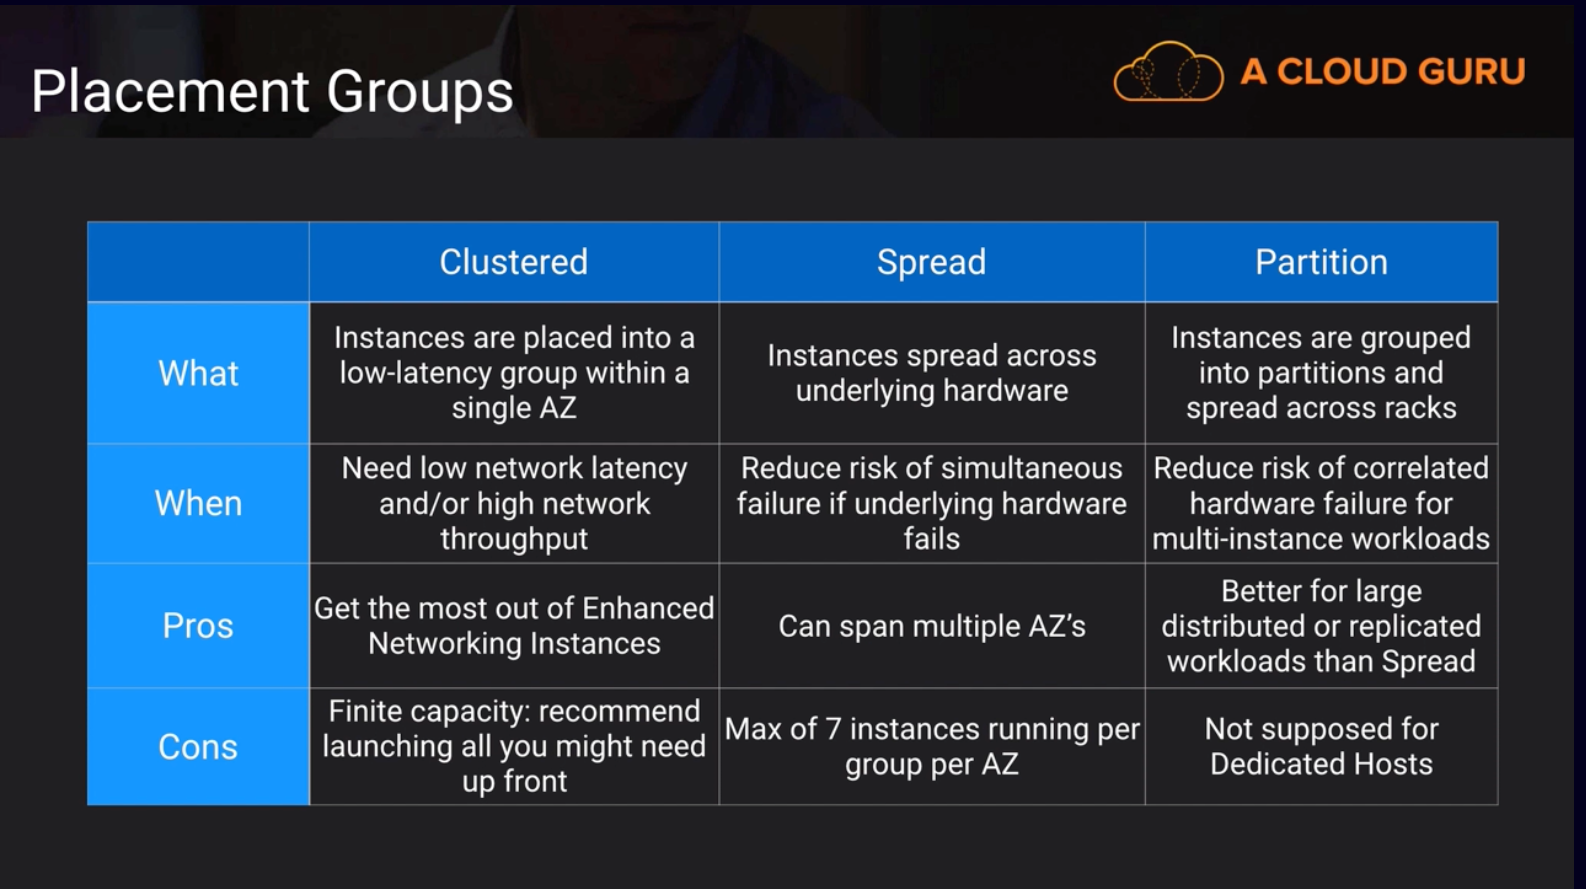 Placement Groups
A CLOUD GURU
Clustered
Spread
Partition
What
Instances are placed into a
low-latency group within a
single AZ
Instances spread across
underlying hardware
Instances are grouped
into partitions and
spread across racks
When
Need low network latency
and/or high network
throughput
Reduce risk of simultaneous
failure if underlying hardware
fails
Reduce risk of correlated
hardware failure for
multi-instance workloads
Pros
Get the most out of Enhanced
Networking Instances
Can span multiple AZ’s
Better for large
distributed or replicated
workloads than Spread
Cons
Finite capacity: recommend
launching all you might need
up front
Max of 7 instances running per
group per AZ
Not supposed for
Dedicated Hosts